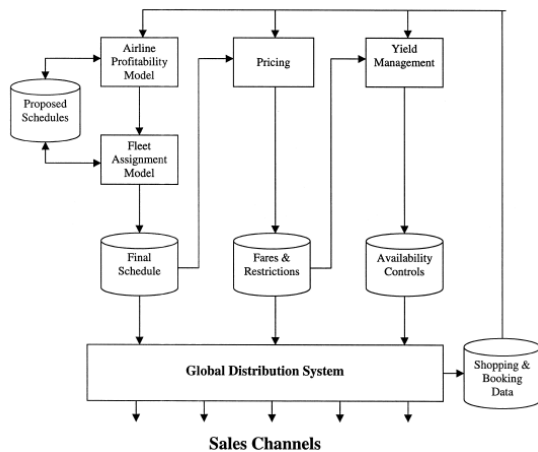 Airline
Profitability
Model
Pricing
Yield
Management
Proposed
Schedules
Fleet
Assignment
Model
Final
Schedule
Fares &
Restrictions
Availability
Controls
Global Distribution System
Shopping &
Booking
Data
Sales Channels